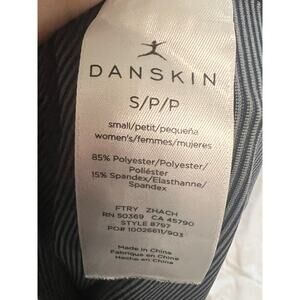 DANSKIN
S/P/P
small/petit/pequeña
women's/femmes/mujeres
85% Polyester/Polyester/
Poliéster
15% Spandex/Elasthanne/
Spandex
FTRY ZHACH
RN 50369 CA 45790
STYLE 8797
PO# 10026611/903
Made in China
Fabriqué en Chine
Hecho en China